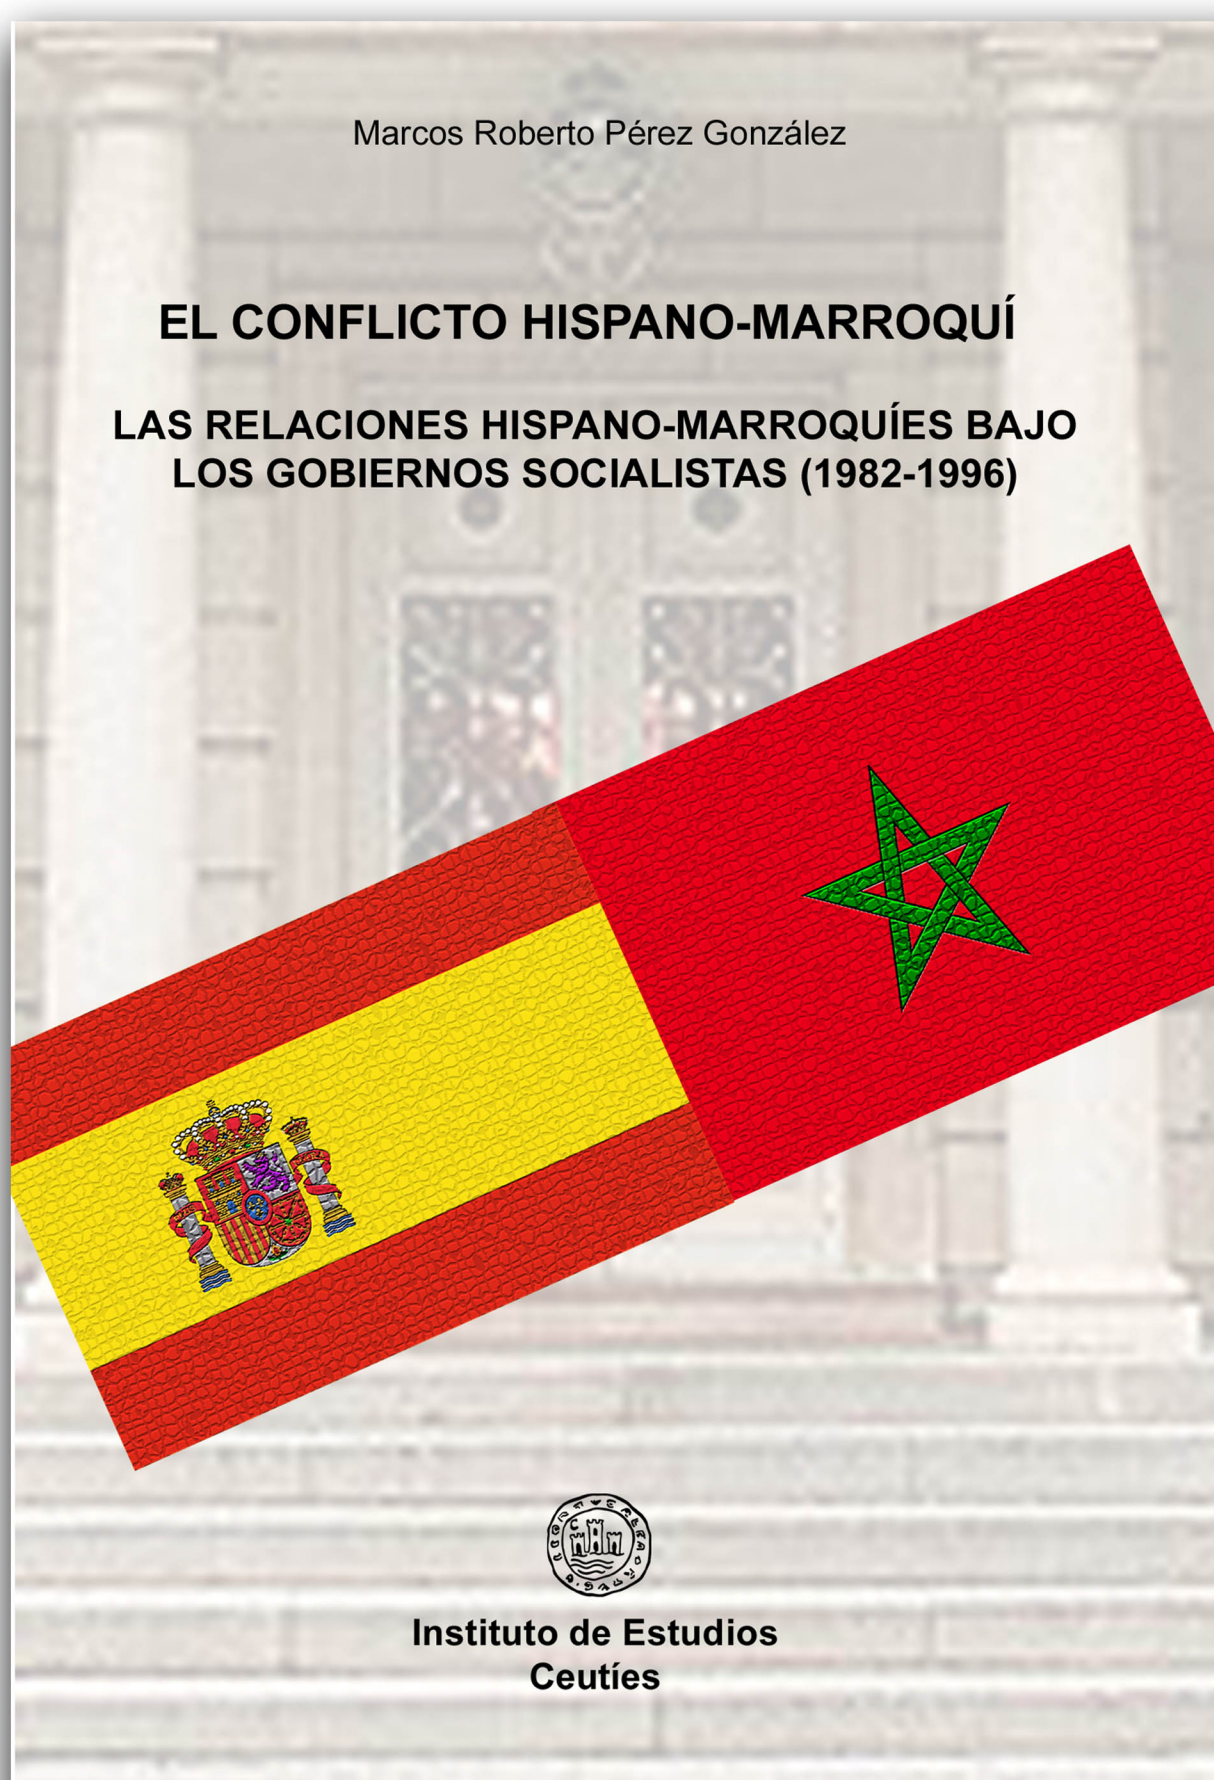 Marcos Roberto Pérez González
EL CONFLICTO HISPANO-MARROQUÍ
LAS RELACIONES HISPANO-MARROQUÍES BAJO
LOS GOBIERNOS SOCIALISTAS (1982-1996)
Instituto de Estudios
Ceutíes